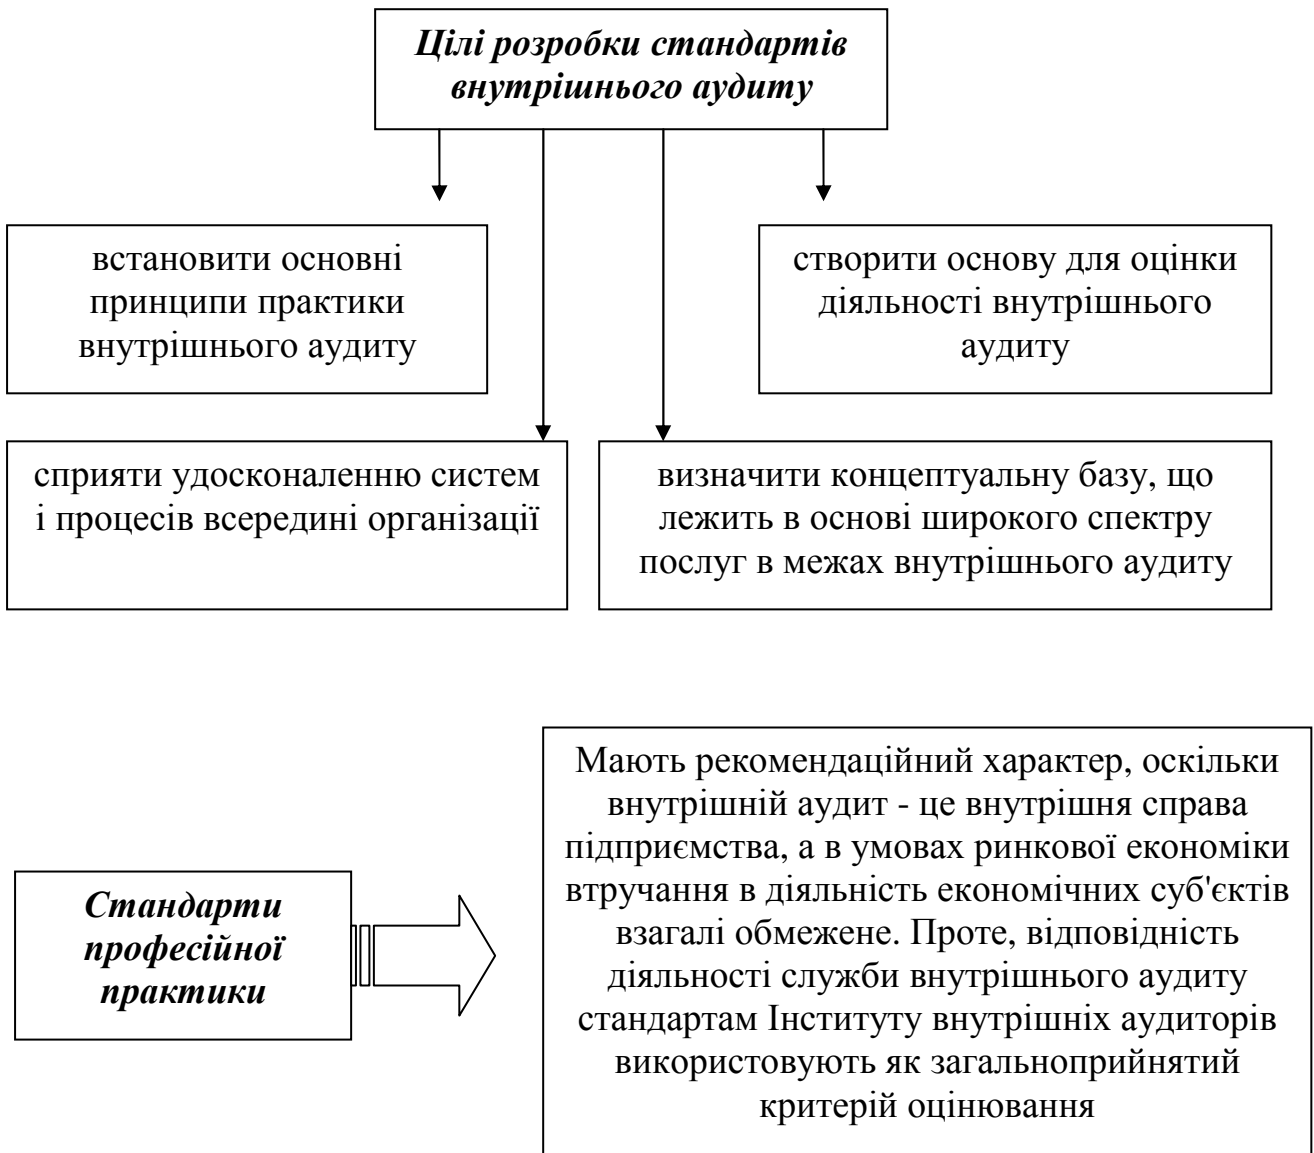 Цілі розробки стандартів
внутрішнього аудиту
встановити основні
принципи практики
внутрішнього аудиту
створити основу для оцінки
діяльності внутрішнього
аудиту
сприяти удосконаленню систем
і процесів всередині організації
визначити концептуальну базу, що
лежить в основі широкого спектру
послуг в межах внутрішнього аудиту
Стандарти
професійної
практики
Мають рекомендаційний характер, оскільки
внутрішній аудит - це внутрішня справа
підприємства, а в умовах ринкової економіки
втручання в діяльність економічних суб'єктів
взагалі обмежене. Проте, відповідність
діяльності служби внутрішнього аудиту
стандартам Інституту внутрішніх аудиторів
використовують як загальноприйнятий
критерій оцінювання